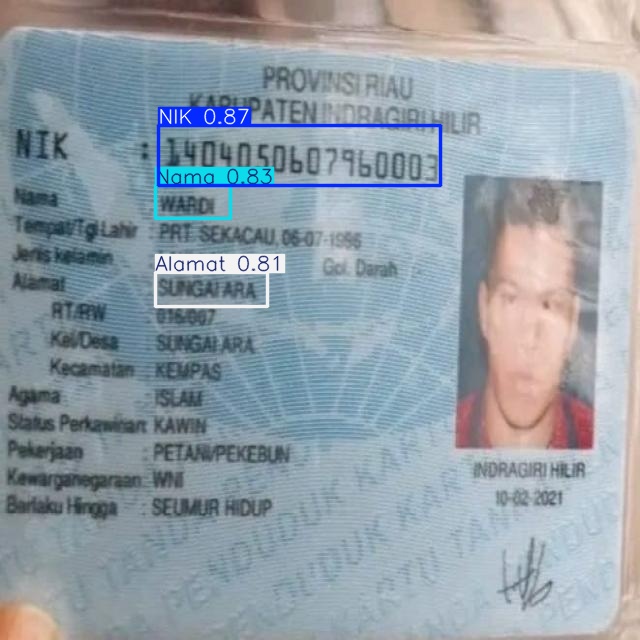 PROVINSI RIAU
KABUPATEN INDRAGIRI HILIR
NIK 0.87
NIK : 1404050607960003
Nama 0.83
Nama WARDI
Tempat/Tgl Lahir : PRT SEKACAU,
Jenis kelamin Gol. Darah
Alamat 0.81
Alamat SUNGAI ARA
RT/RW 016/007
Kel/Desa SUNGAI ARA
Kecamatan : KEMPAS
Agama : ISLAM
Status Perkawinan: KAWIN
Pekerjaan : PETANI/PEKEBUN
Kewarganegaraan: WNI
Berlaku Hingga : SEUMUR HIDUP
INDRAGIRI HILIR
10-02-2021